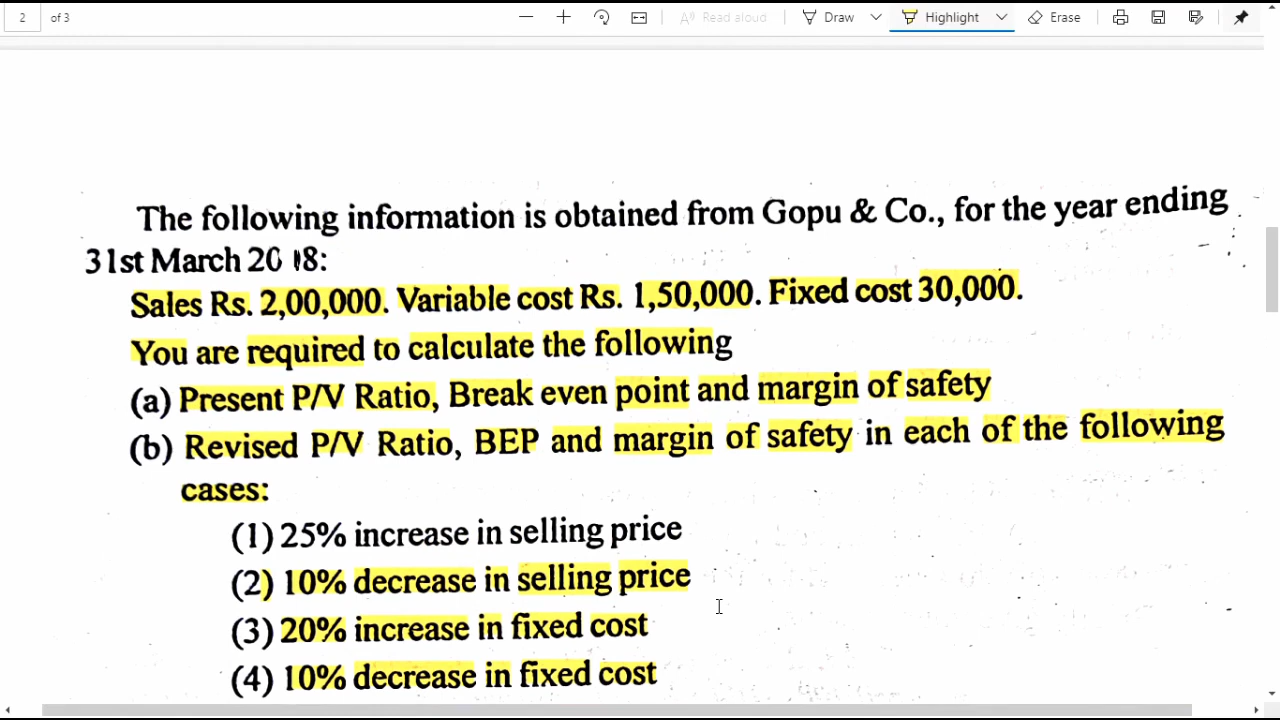 2 of 3 Read aloud Draw Highlight Erase
The following information is obtained from Gopu & Co., for the year ending
31st March 2018:
Sales Rs. 2,00,000. Variable cost Rs. 1,50,000. Fixed cost 30,000.
You are required to calculate the following
(a) Present P/V Ratio, Break even point and margin of safety
(b) Revised P/V Ratio, BEP and margin of safety in each of the following
cases:
(1) 25% increase in selling price
(2) 10% decrease in selling price
(3) 20% increase in fixed cost
(4) 10% decrease in fixed cost